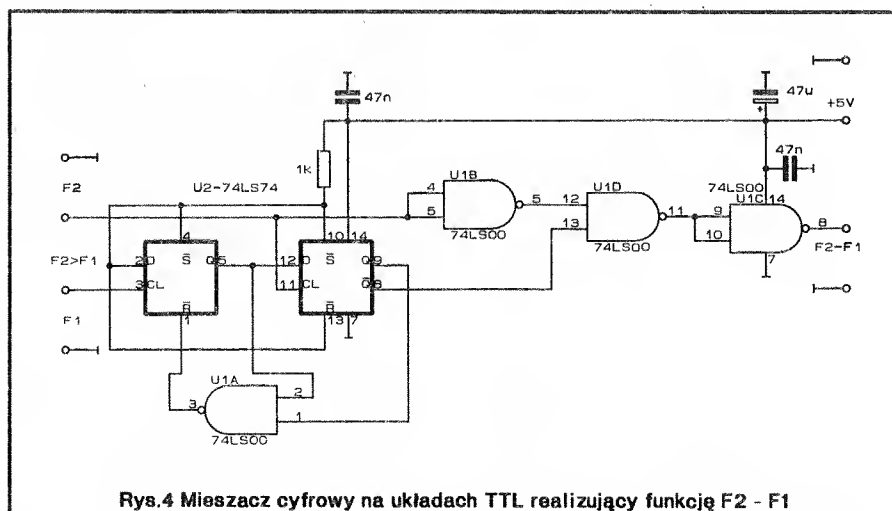 47n
47u
+5V
47n
1K
U2-74LS74
F2
U1B
4
5
5
74LS00
U1D
12
13
11
74LS00
74LS00
U1C
14
9
10
8
7
F2-F1
F2>F1
F1
4
2 D S Q 5
3 CL
R
1
10 14
12 D S Q 9
11 CL Q 8
R
13 7
U1A
3
2
1
74LS00
Rys.4 Mieszacz cyfrowy na układach TTL realizujący funkcję F2 - F1